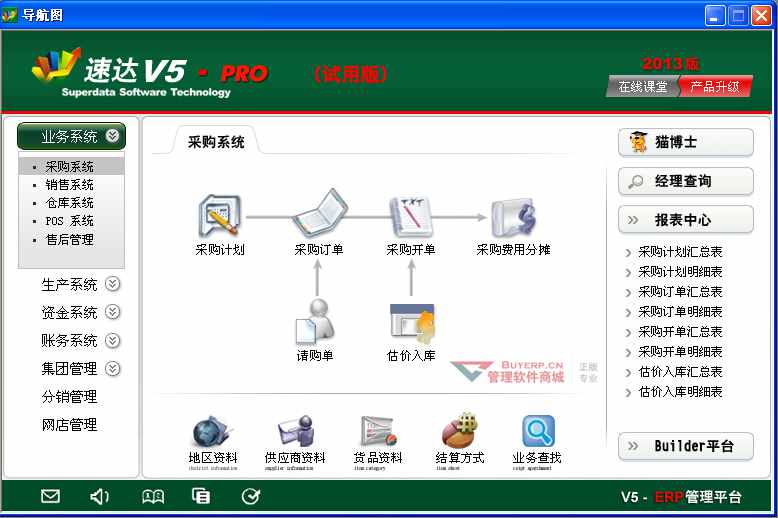 导航图
速达 V5 - PRO （试用版）
Superdata Software Technology
2013版
在线课堂 产品升级
业务系统
采购系统
销售系统
仓库系统
POS 系统
售后管理
生产系统
资金系统
账务系统
集团管理
分销管理
网店管理
采购系统
采购计划 采购订单 采购开单 采购费用分摊
TXT
请购单 估价入库
BUYERP.CN
管理软件商城
正版
专业
地区资料 供应商资料 货品资料 结算方式 业务查找
district information supplier information item category
猫博士
经理查询
报表中心
采购计划汇总表
采购计划明细表
采购订单汇总表
采购订单明细表
采购开单汇总表
采购开单明细表
估价入库汇总表
估价入库明细表
Builder平台
V5 - ERP管理平台